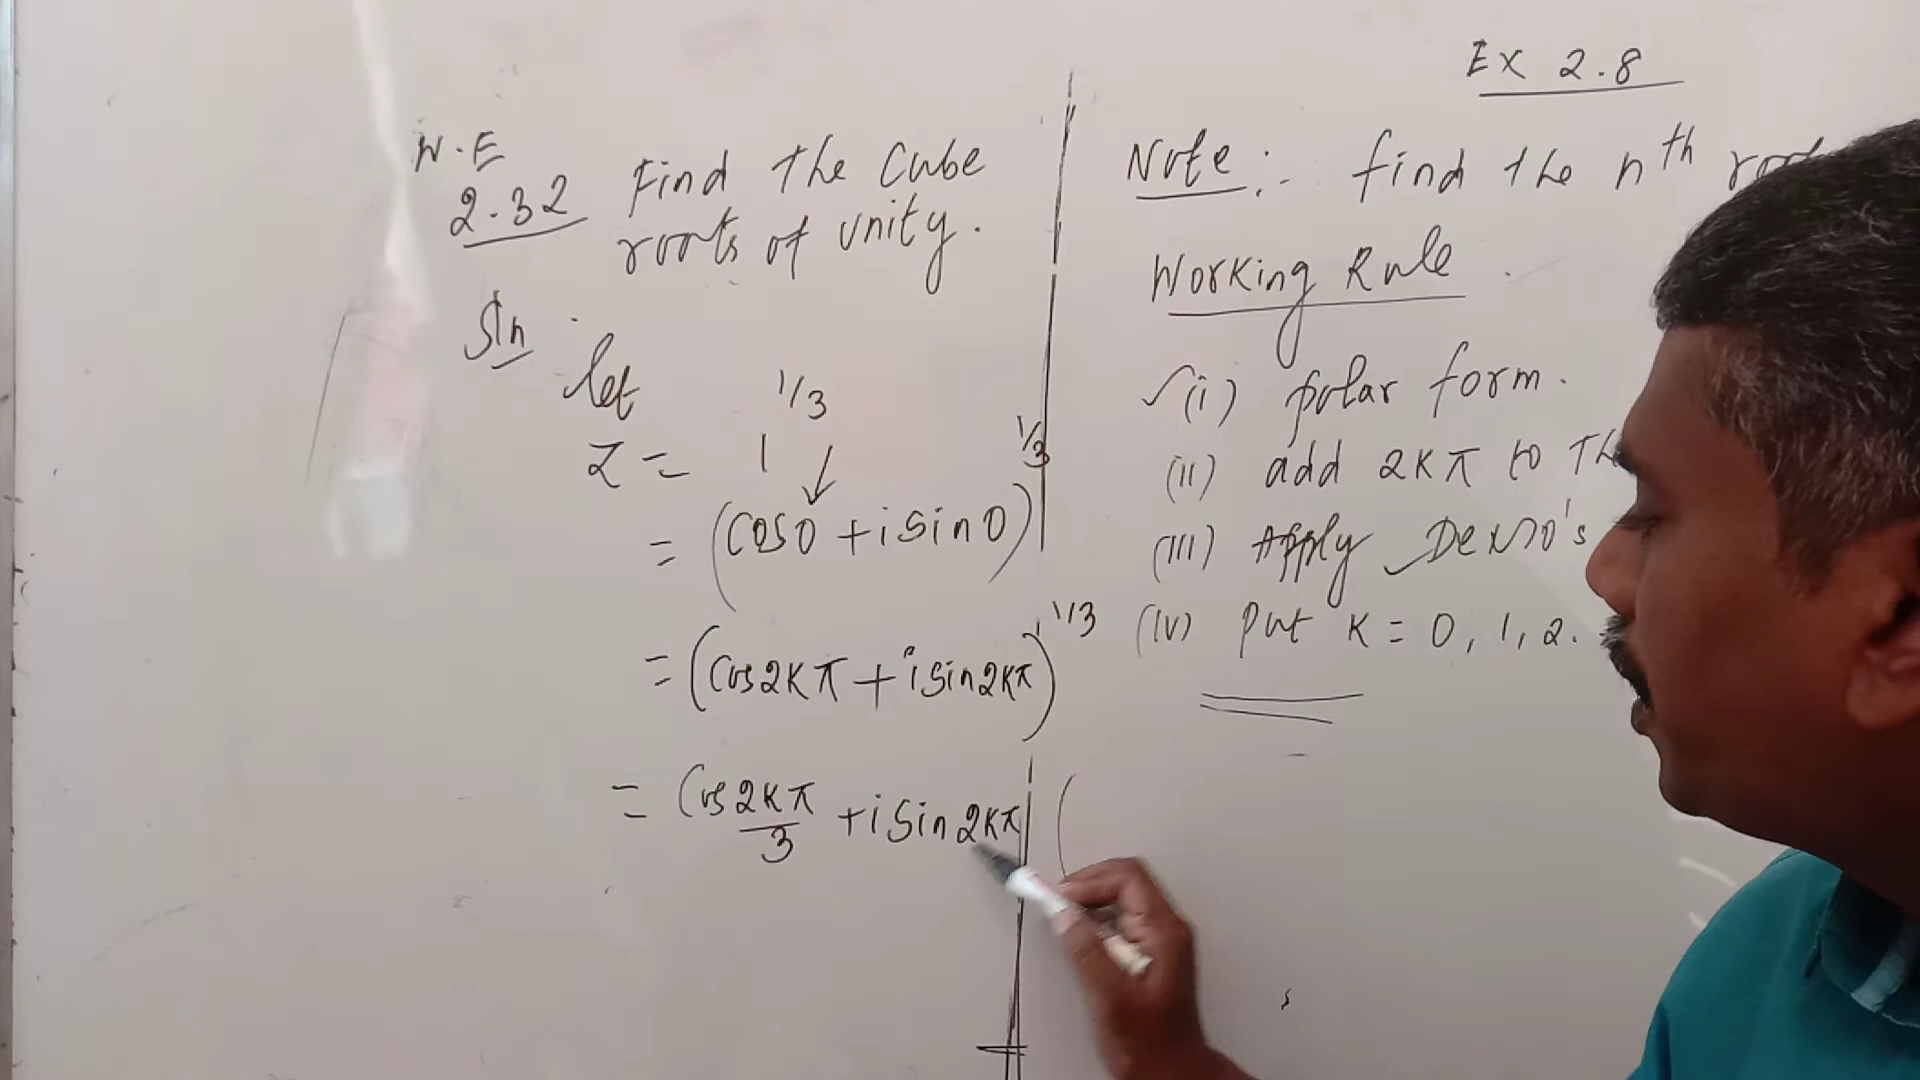 W.E
2.32 Find the Cube
roots of unity.
Sln
let
Z = 1 1/3
= (cos0 + i sin0) 1/3
= (cos2kπ + i sin2kπ) 1/3
= cos 2kπ/3 + i sin 2kπ
Ex 2.8
Note :- find the nth
Working Rule
(i) polar form.
(ii) add 2kπ to
(iii) Apply
(iv) put k = 0, 1, 2.